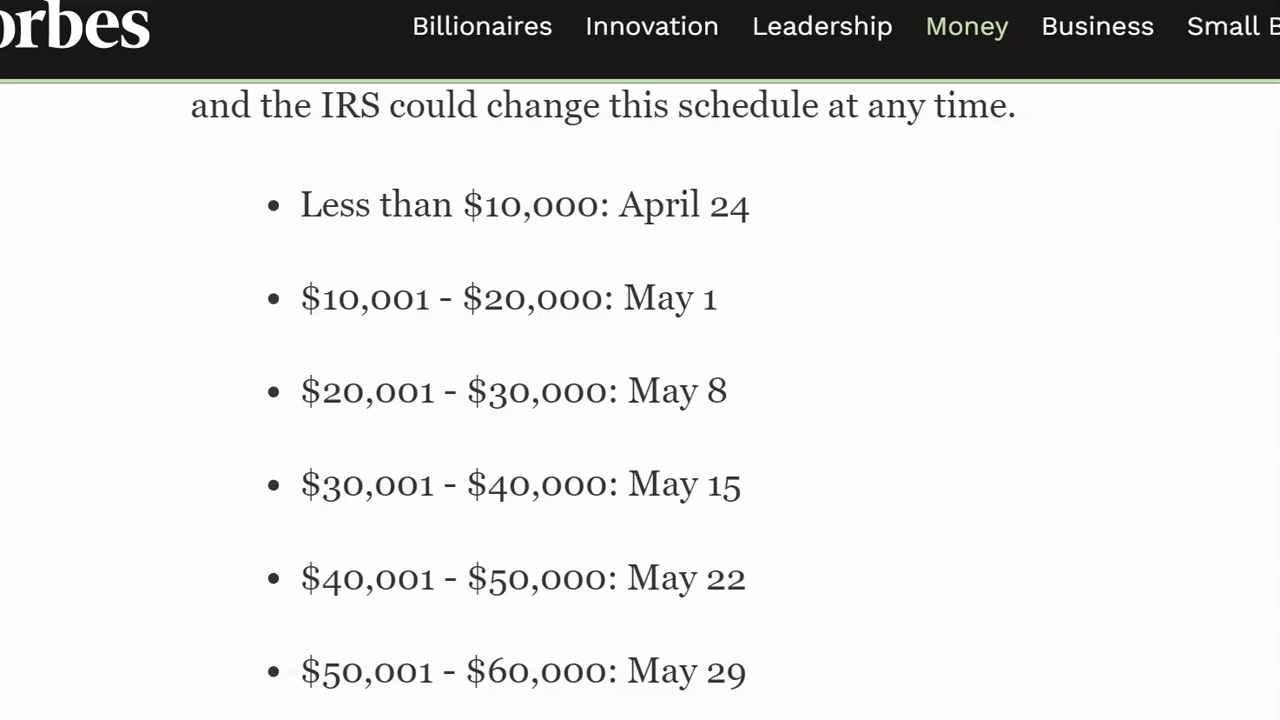 orbes
Billionaires Innovation Leadership Money Business Small B
and the IRS could change this schedule at any time.
• Less than $10,000: April 24
• $10,001 - $20,000: May 1
• $20,001 - $30,000: May 8
• $30,001 - $40,000: May 15
• $40,001 - $50,000: May 22
• $50,001 - $60,000: May 29